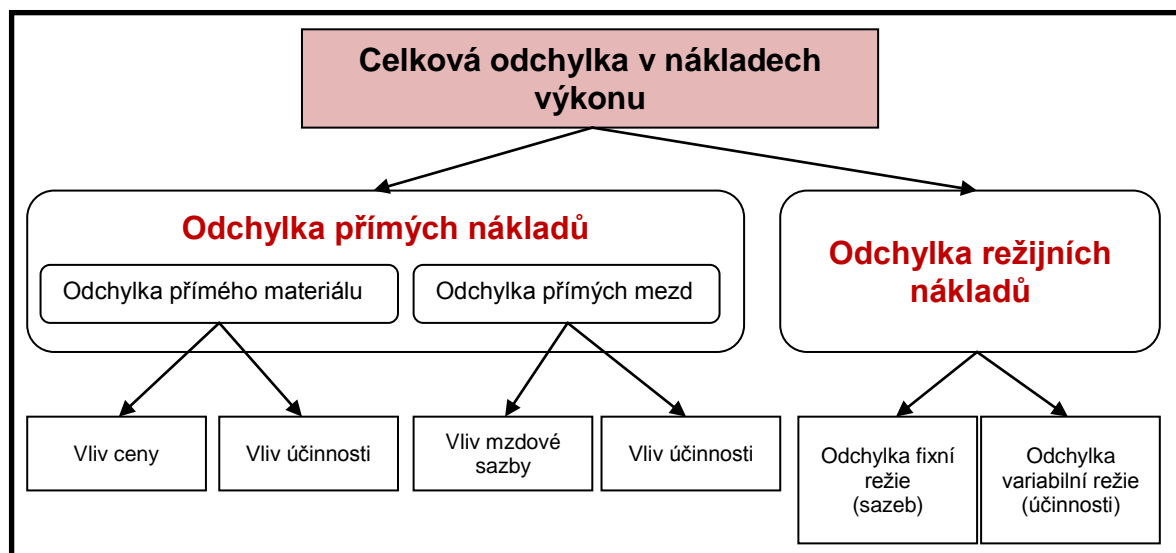 Celková odchylka v nákladech
výkonu
Odchylka přímých nákladů
Odchylka přímého materiálu
Odchylka přímých mezd
Odchylka režijních
nákladů
Vliv ceny
Vliv účinnosti
Vliv mzdové
sazby
Vliv účinnosti
Odchylka fixní
režie
(sazeb)
Odchylka
variabilní režie
(účinnosti)